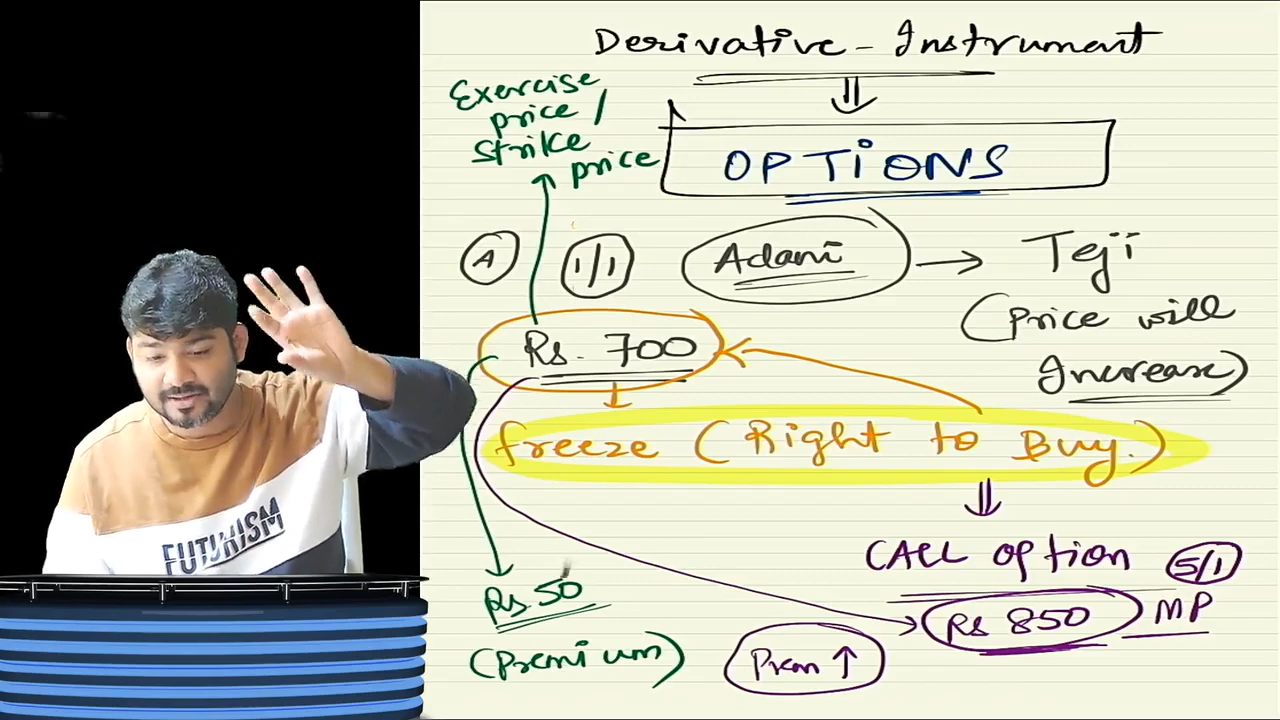 Derivative - Instrument
Exercise
price /
Strike
price
OPTIONS
A
1/1
Adani
Teji
(Price will
Increase)
Rs. 700
freeze (Right to Buy.)
CALL option
5/1
Rs 850
MP
Rs. 50
(Premium)
Prem ↑
FUTURISM